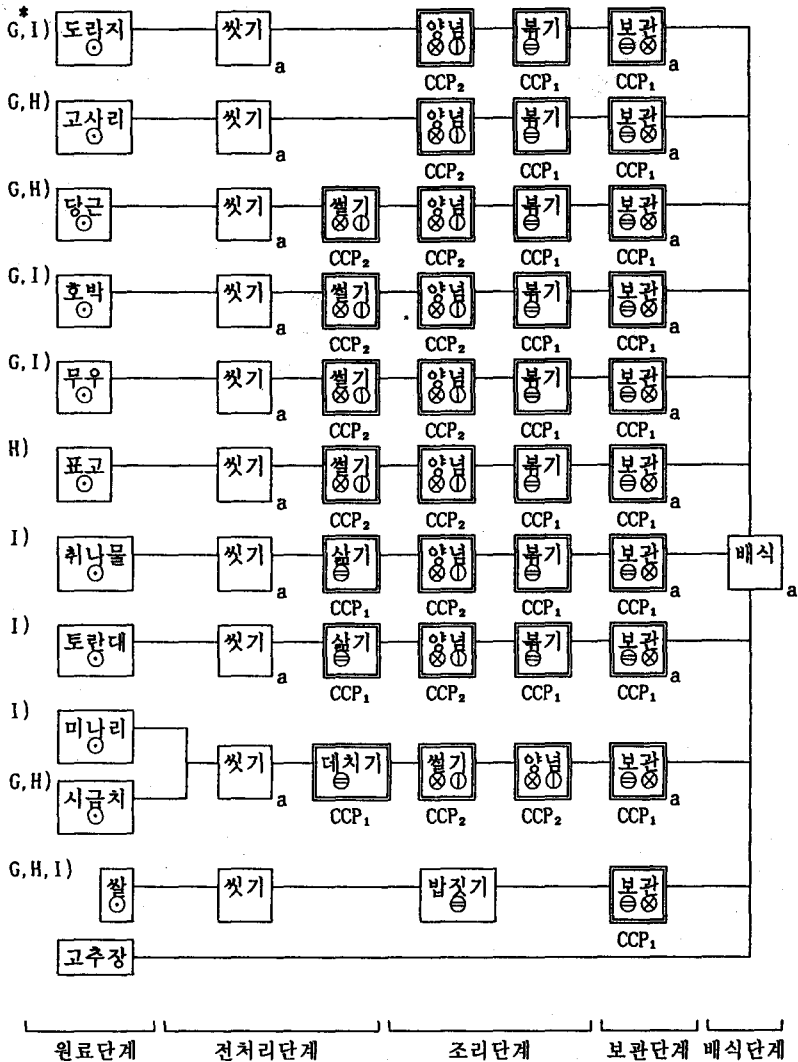 *
G,I) 도라지 씻기 양념 볶기 보관
a a
CCP₂ CCP₁ CCP₁
G,H) 고사리 씻기 양념 볶기 보관
a a
CCP₂ CCP₁ CCP₁
G,H) 당근 씻기 썰기 양념 볶기 보관
a a
CCP₂ CCP₂ CCP₁ CCP₁
G,I) 호박 씻기 썰기 양념 볶기 보관
a a
CCP₂ CCP₂ CCP₁ CCP₁
G,I) 무우 씻기 썰기 양념 볶기 보관
a a
CCP₂ CCP₂ CCP₁ CCP₁
H) 표고 씻기 썰기 양념 볶기 보관
a a
CCP₂ CCP₂ CCP₁ CCP₁
I) 취나물 씻기 삶기 양념 볶기 보관 배식
a a a
CCP₁ CCP₂ CCP₁ CCP₁
I) 토란대 씻기 삶기 양념 볶기 보관
a a
CCP₁ CCP₂ CCP₁ CCP₁
I) 미나리
씻기 데치기 썰기 양념 보관
G,H) 시금치
a a
CCP₁ CCP₂ CCP₂ CCP₁
G,H,I) 쌀 씻기 밥짓기 보관
CCP₁
고추장
원료단계 전처리단계 조리단계 보관단계 배식단계